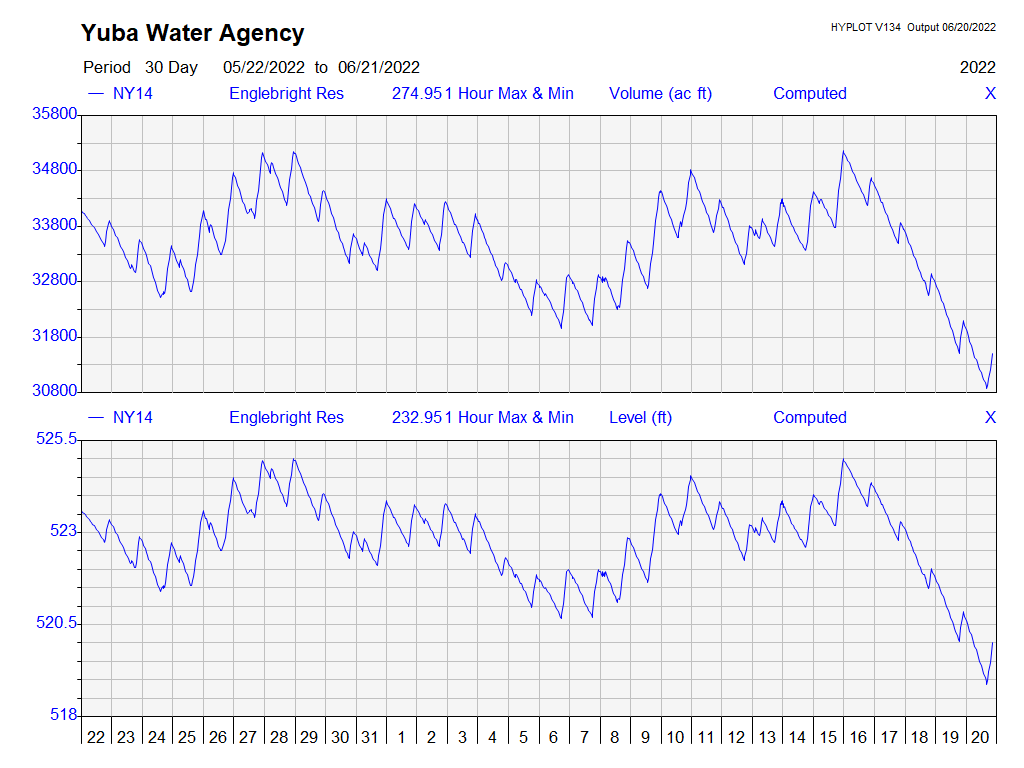 Yuba Water Agency
HYPLOT V134 Output 06/20/2022
Period 30 Day 05/22/2022 to 06/21/2022 2022
NY14 Englebright Res 274.951 Hour Max & Min Volume (ac ft) Computed X
35800
34800
33800
32800
31800
30800
NY14 Englebright Res 232.951 Hour Max & Min Level (ft) Computed X
525.5
523
520.5
518
22 23 24 25 26 27 28 29 30 31 1 2 3 4 5 6 7 8 9 10 11 12 13 14 15 16 17 18 19 20